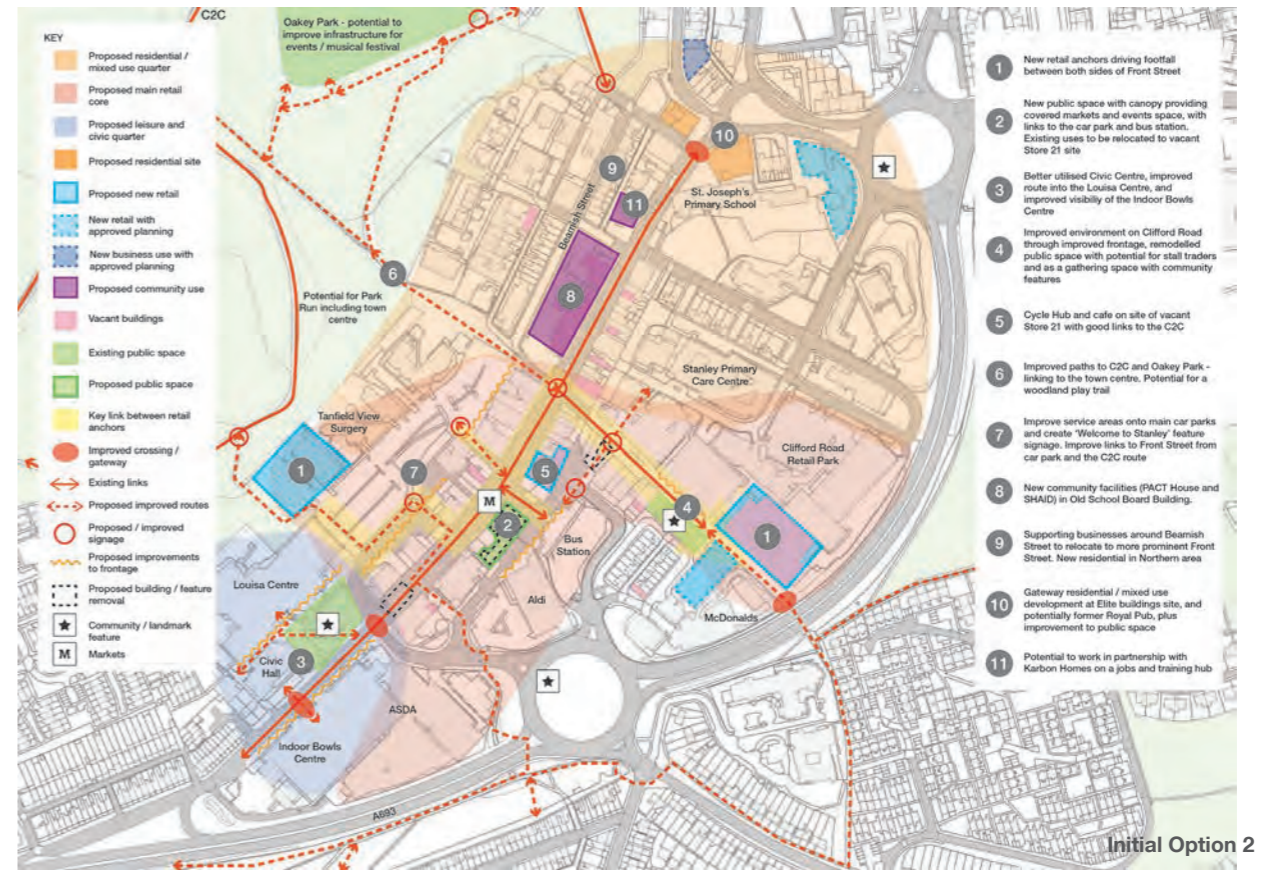 C2C
Oakey Park - potential to
improve infrastructure for
events / musical festival
KEY
Proposed residential /
mixed use quarter
Proposed main retail
core
Proposed leisure and
civic quarter
Proposed residential site
Proposed new retail
New retail with
approved planning
New business use with
approved planning
Proposed community use
Vacant buildings
Existing public space
Proposed public space
Key link between retail
anchors
Improved crossing /
gateway
Existing links
Proposed improved routes
Proposed / improved
signage
Proposed improvements
to frontage
Proposed building / feature
removal
Community / landmark
feature
M
Markets
10
9
St. Joseph's
Primary School
11
Beamish Street
6
8
Potential for Park
Run including town
centre
Stanley Primary
Care Centre
Tanfield View
Surgery
Clifford Road
Retail Park
1
7
5
M
2
4
1
Bus
Station
Louisa Centre
Aldi
McDonalds
Civic
Hall
3
ASDA
Indoor Bowls
Centre
A693
1
New retail anchors driving footfall
between both sides of Front Street
2
New public space with canopy providing
covered markets and events space, with
links to the car park and bus station.
Existing uses to be relocated to vacant
Store 21 site
3
Better utilised Civic Centre, improved
route into the Louisa Centre, and
improved visibiliy of the Indoor Bowls
Centre
4
Improved environment on Clifford Road
through improved frontage, remodelled
public space with potential for stall traders
and as a gathering space with community
features
5
Cycle Hub and cafe on site of vacant
Store 21 with good links to the C2C
6
Improved paths to C2C and Oakey Park -
linking to the town centre. Potential for a
woodland play trail
7
Improve service areas onto main car parks
and create 'Welcome to Stanley' feature
signage. Improve links to Front Street from
car park and the C2C route
8
New community facilities (PACT House and
SHAID) in Old School Board Building.
9
Supporting businesses around Beamish
Street to relocate to more prominent Front
Street. New residential in Northern area
10
Gateway residential / mixed use
development at Elite buildings site, and
potentially former Royal Pub, plus
improvement to public space
11
Potential to work in partnership with
Karbon Homes on a jobs and training hub
Initial Option 2